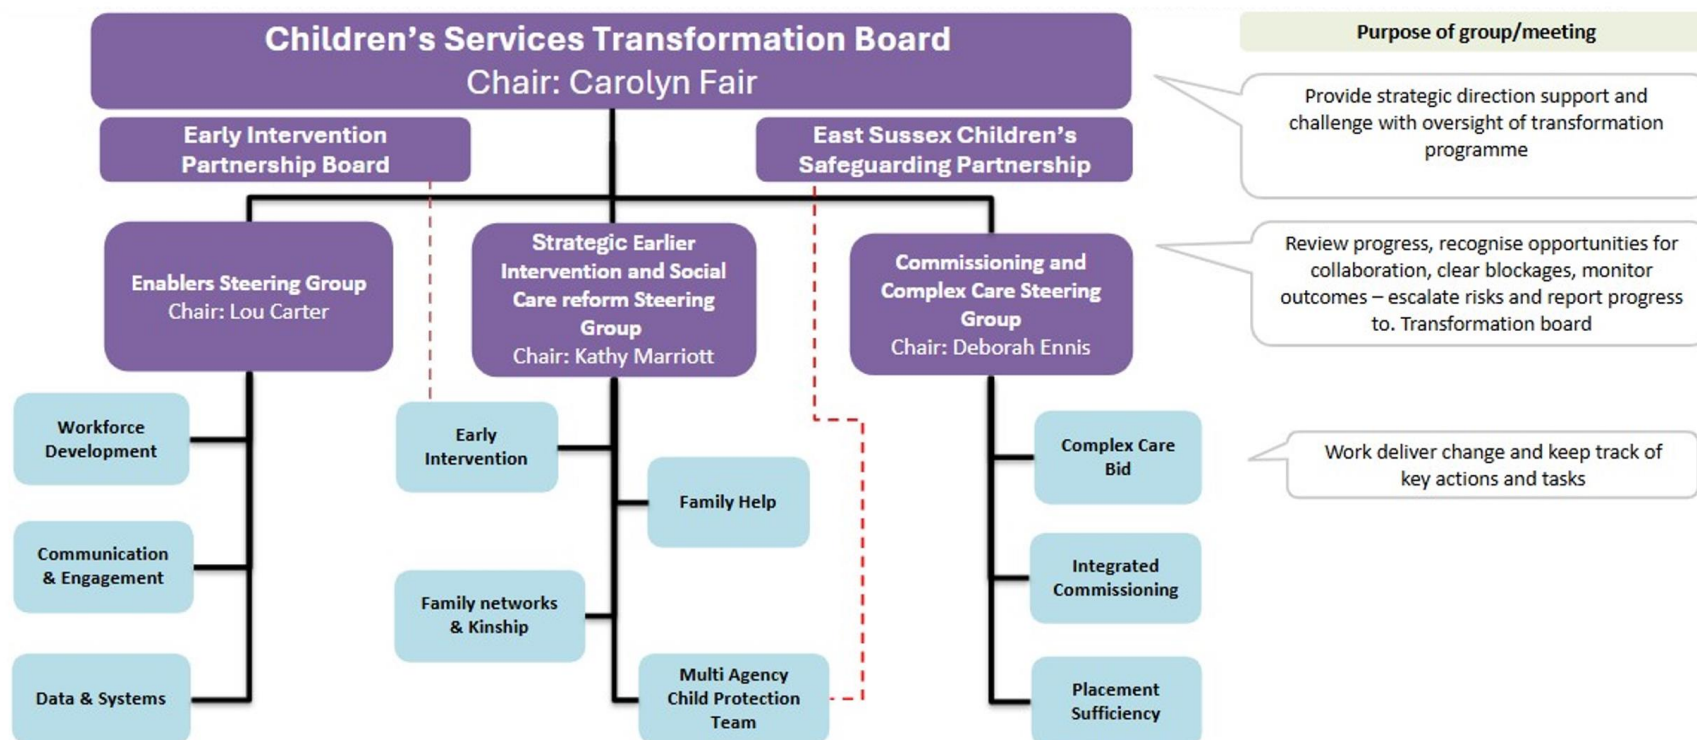 Children's Services Transformation Board
Chair: Carolyn Fair
Early Intervention
Partnership Board
East Sussex Children's
Safeguarding Partnership
Enablers Steering Group
Chair: Lou Carter
Strategic Earlier
Intervention and Social
Care reform Steering
Group
Chair: Kathy Marriott
Commissioning and
Complex Care Steering
Group
Chair: Deborah Ennis
Workforce
Development
Communication
& Engagement
Data & Systems
Early
Intervention
Family Help
Family networks
& Kinship
Multi Agency
Child Protection
Team
Complex Care
Bid
Integrated
Commissioning
Placement
Sufficiency
Purpose of group/meeting
Provide strategic direction support and
challenge with oversight of transformation
programme
Review progress, recognise opportunities for
collaboration, clear blockages, monitor
outcomes – escalate risks and report progress
to. Transformation board
Work deliver change and keep track of
key actions and tasks